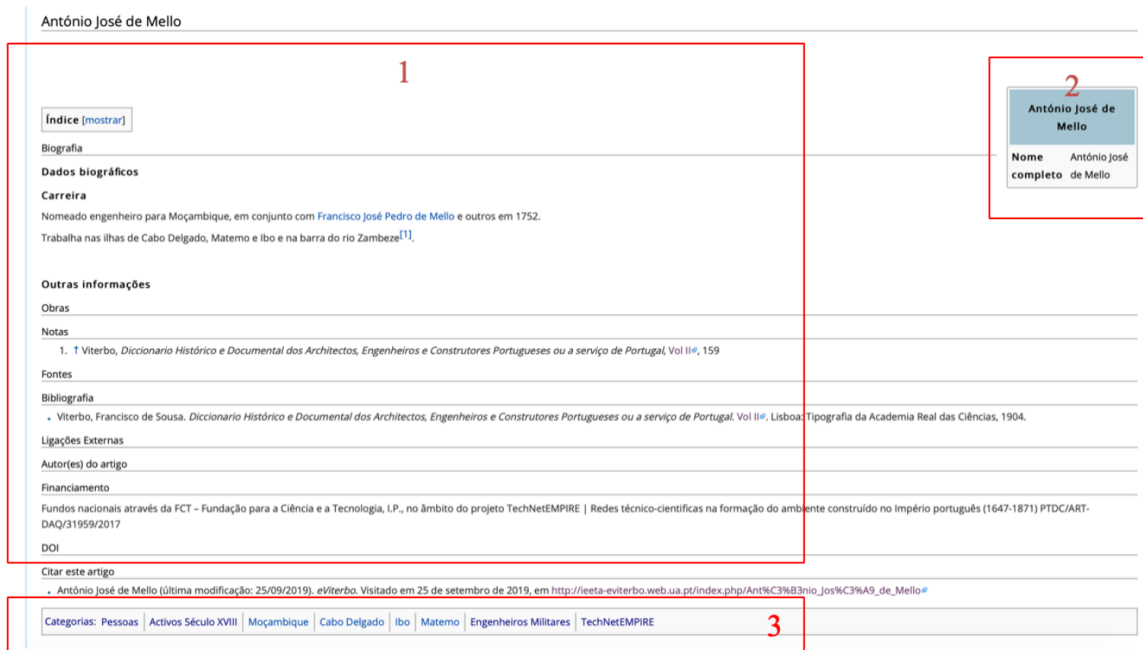 António José de Mello
1
2
António José de
Mello
Nome António José
completo de Mello
Índice [mostrar]
Biografia
Dados biográficos
Carreira
Nomeado engenheiro para Moçambique, em conjunto com Francisco José Pedro de Mello e outros em 1752.
Trabalha nas ilhas de Cabo Delgado, Matemo e Ibo e na barra do rio Zambeze[1].
Outras informações
Obras
Notas
1. ↑ Viterbo, Diccionario Histórico e Documental dos Architectos, Engenheiros e Construtores Portugueses ou a serviço de Portugal, Vol II, 159
Fontes
Bibliografia
• Viterbo, Francisco de Sousa. Diccionario Histórico e Documental dos Architectos, Engenheiros e Construtores Portugueses ou a serviço de Portugal. Vol II. Lisboa: Tipografia da Academia Real das Ciências, 1904.
Ligações Externas
Autor(es) do artigo
Financiamento
Fundos nacionais através da FCT – Fundação para a Ciência e a Tecnologia, I.P., no âmbito do projeto TechNetEMPIRE | Redes técnico-cientificas na formação do ambiente construído no Império português (1647-1871) PTDC/ART-
DAQ/31959/2017
DOI
Citar este artigo
• António José de Mello (última modificação: 25/09/2019). eViterbo. Visitado em 25 de setembro de 2019, em http://ieeta-eviterbo.web.ua.pt/index.php/Ant%C3%B3nio_Jos%C3%A9_de_Mello
Categorias: Pessoas | Activos Século XVIII | Moçambique | Cabo Delgado | Ibo | Matemo | Engenheiros Militares | TechNetEMPIRE
3